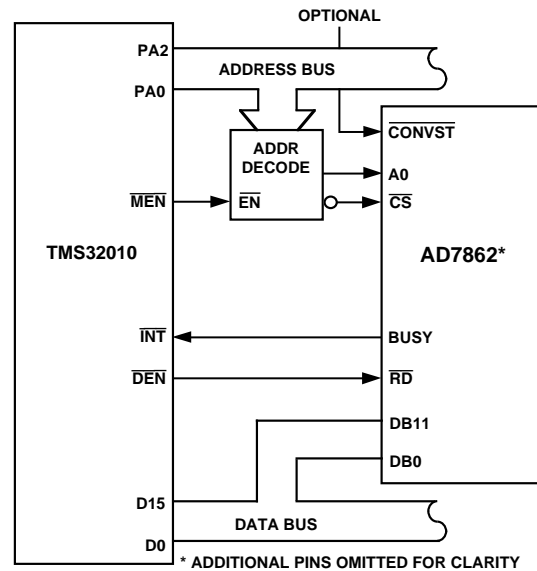 OPTIONAL
PA2
ADDRESS BUS
PA0
ADDR
DECODE
CONVST
A0
MEN
EN
CS
TMS32010
AD7862*
INT
BUSY
DEN
RD
DB11
DB0
D15
DATA BUS
D0
* ADDITIONAL PINS OMITTED FOR CLARITY